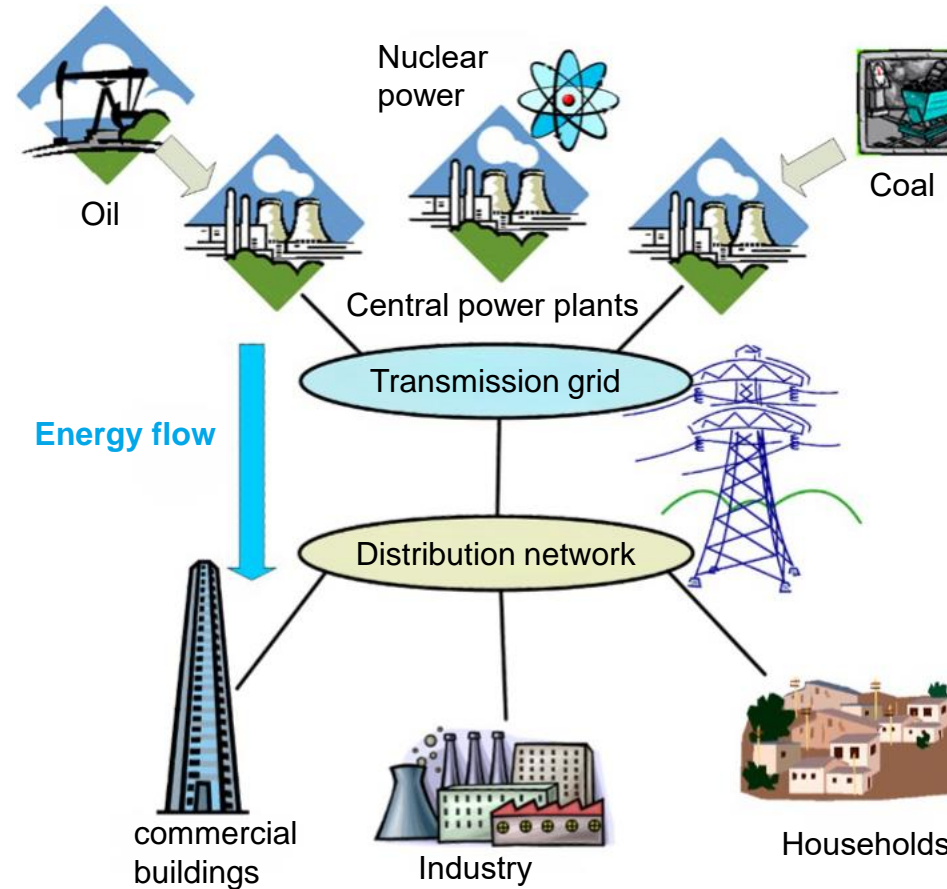 Nuclear
power
Oil
Coal
Central power plants
Transmission grid
Energy flow
Distribution network
commercial
buildings
Industry
Households